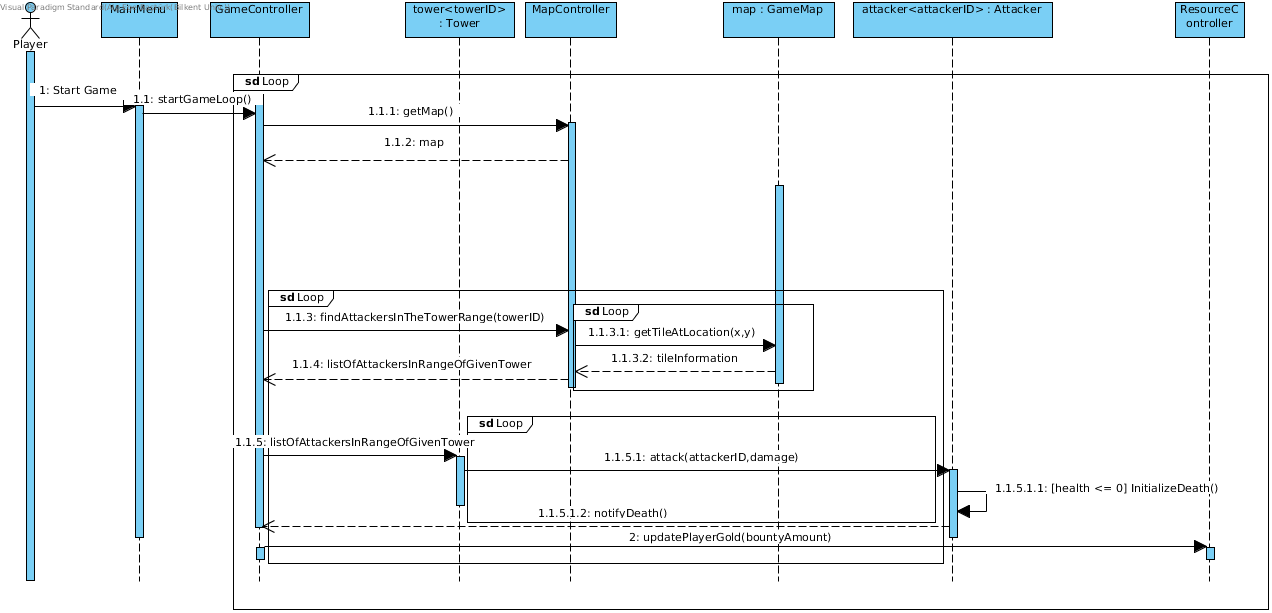 Visual Paradigm Standard
Bilkent U
MainMenu
GameController
tower<towerID>
: Tower
MapController
map : GameMap
attacker<attackerID> : Attacker
ResourceC
ontroller
Player
sd Loop
1: Start Game
1.1: startGameLoop()
1.1.1: getMap()
1.1.2: map
sd Loop
sd Loop
1.1.3: findAttackersInTheTowerRange(towerID)
1.1.3.1: getTileAtLocation(x,y)
1.1.3.2: tileInformation
1.1.4: listOfAttackersInRangeOfGivenTower
sd Loop
1.1.5: listOfAttackersInRangeOfGivenTower
1.1.5.1: attack(attackerID,damage)
1.1.5.1.1: [health <= 0] InitializeDeath()
1.1.5.1.2: notifyDeath()
2: updatePlayerGold(bountyAmount)